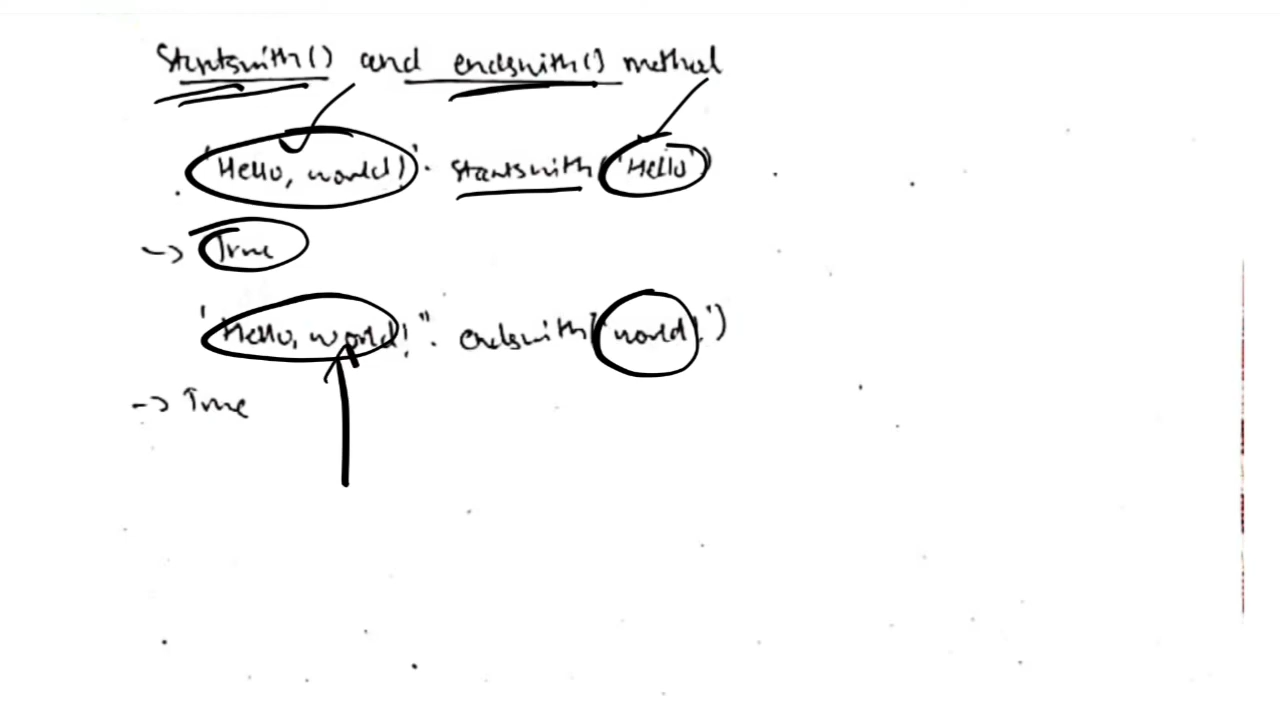 Startswith() and endswith() method
'Hello, world!'. startswith('Hello')
-> True
'Hello, world!". endswith('world!')
-> True